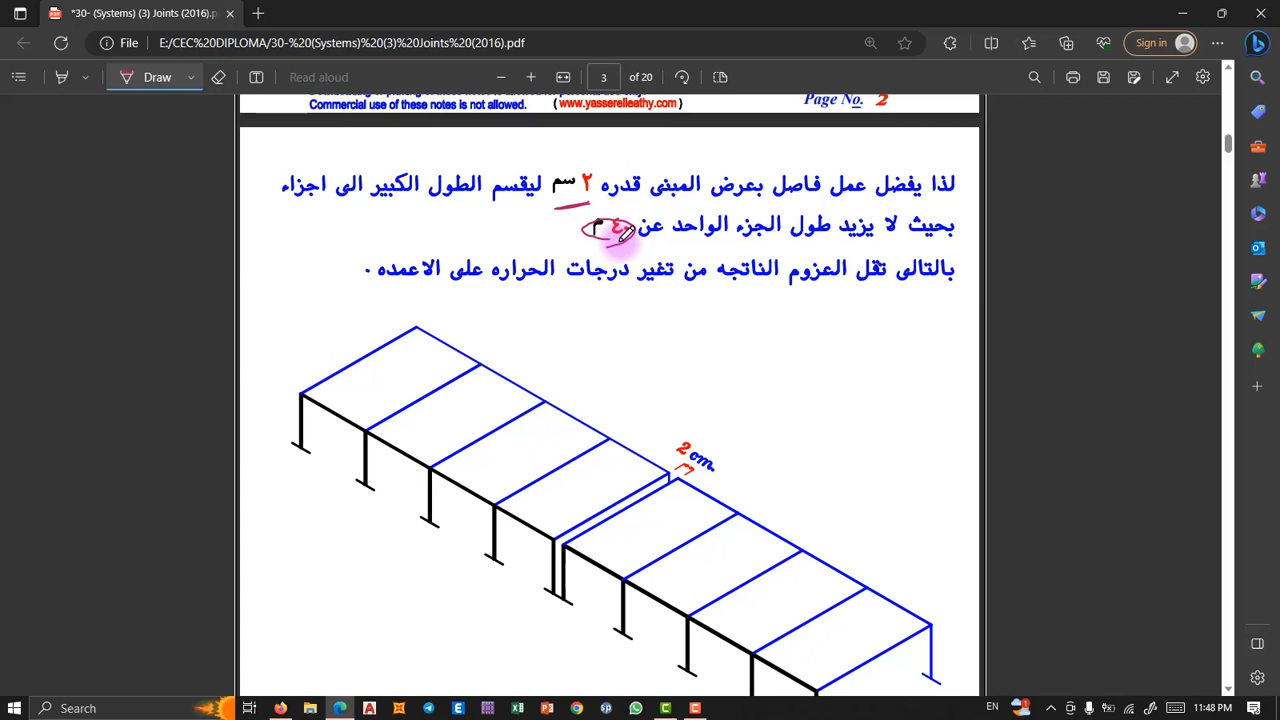 *30- (Systems) (3) Joints (2016).p
File
E:/CEC%20DIPLOMA/30-%20(Systems)%20(3)%20Joints%20(2016).pdf
Sign in
Draw
Read aloud
3
of 20
Commercial use of these notes is not allowed. ( www.yasserelleathy.com )
Page No. 2
لذا يفضل عمل فاصل بعرض المبنى قدره ٢ سم ليقسم الطول الكبير الى اجزاء
بحيث لا يزيد طول الجزء الواحد عن ٤٠ م
بالتالى تقل العزوم الناتجه من تغير درجات الحراره على الاعمده .
2 cm.
Search
EN
11:48 PM